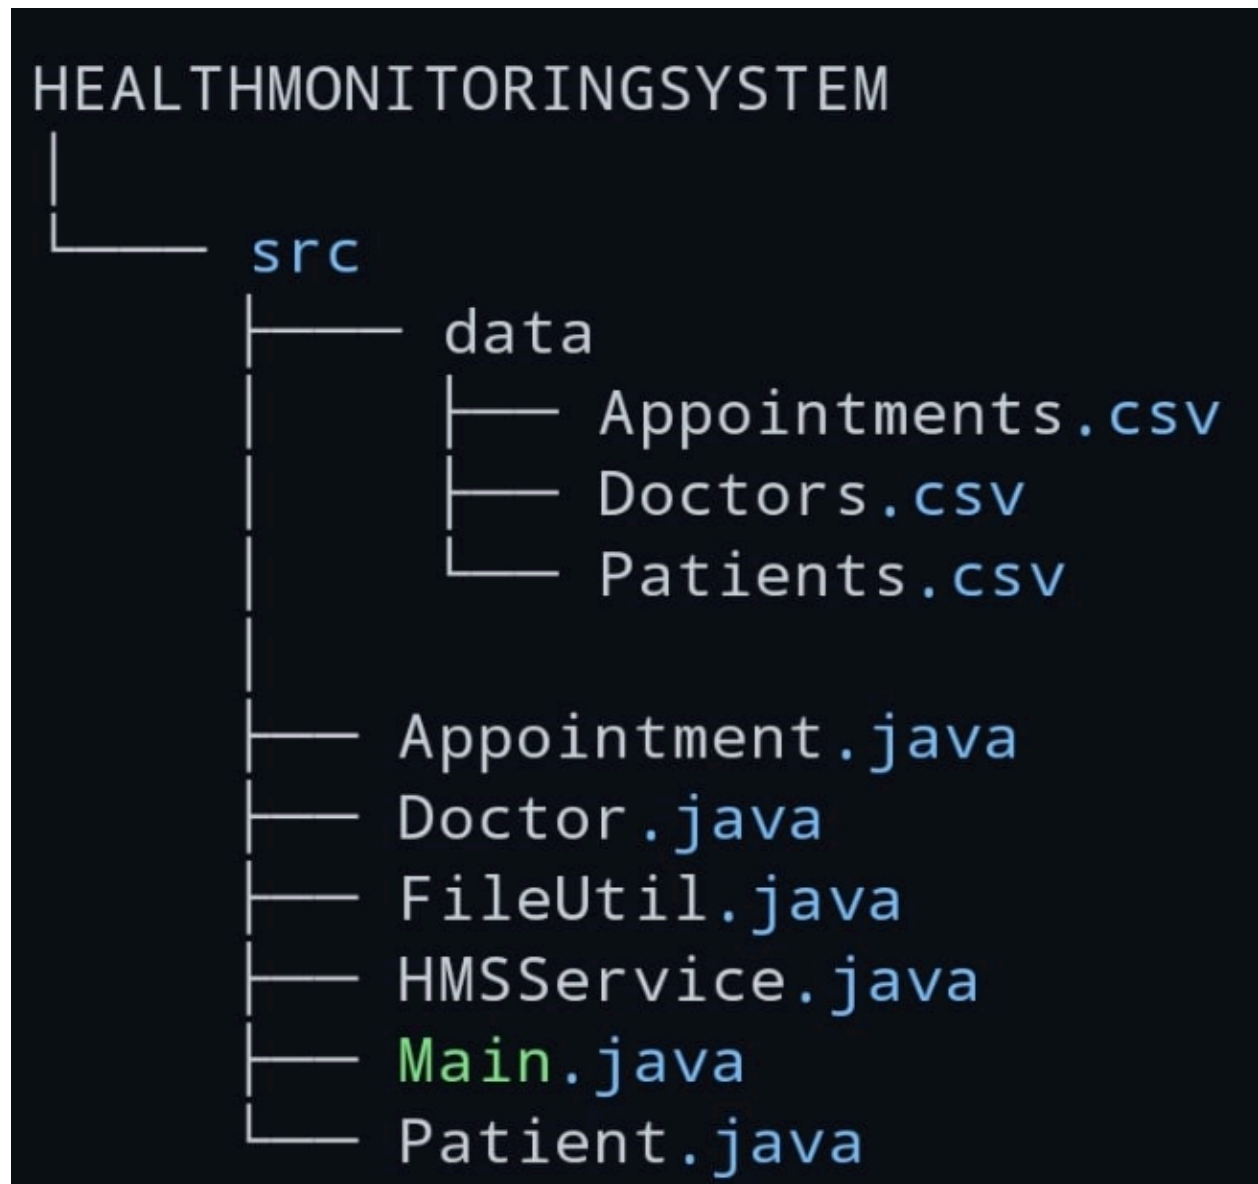 HEALTHMONITORINGSYSTEM
src
data
Appointments.csv
Doctors.csv
Patients.csv
Appointment.java
Doctor.java
FileUtil.java
HMSService.java
Main.java
Patient.java